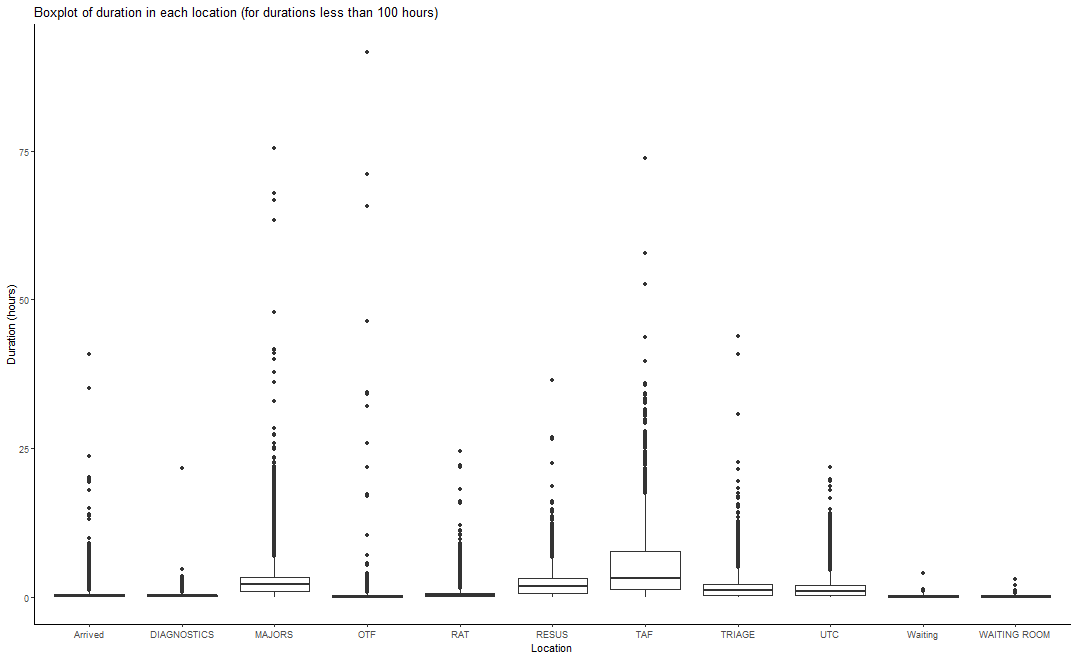 Boxplot of duration in each location (for durations less than 100 hours)
75
50
25
0
Duration (hours)
Arrived DIAGNOSTICS MAJORS OTF RAT RESUS TAF TRIAGE UTC Waiting WAITING ROOM
Location